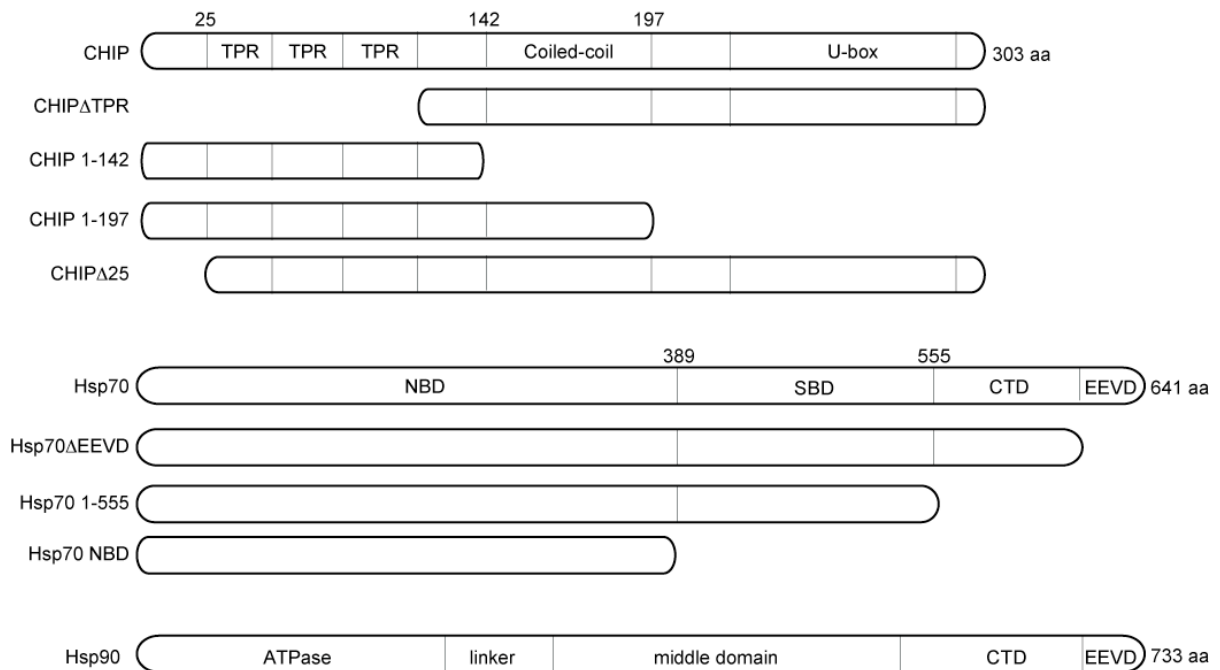 25 142 197
CHIP TPR TPR TPR Coiled-coil U-box 303 aa
CHIPΔTPR
CHIP 1-142
CHIP 1-197
CHIPΔ25
389 555
Hsp70 NBD SBD CTD EEVD 641 aa
Hsp70ΔEEVD
Hsp70 1-555
Hsp70 NBD
Hsp90 ATPase linker middle domain CTD EEVD 733 aa